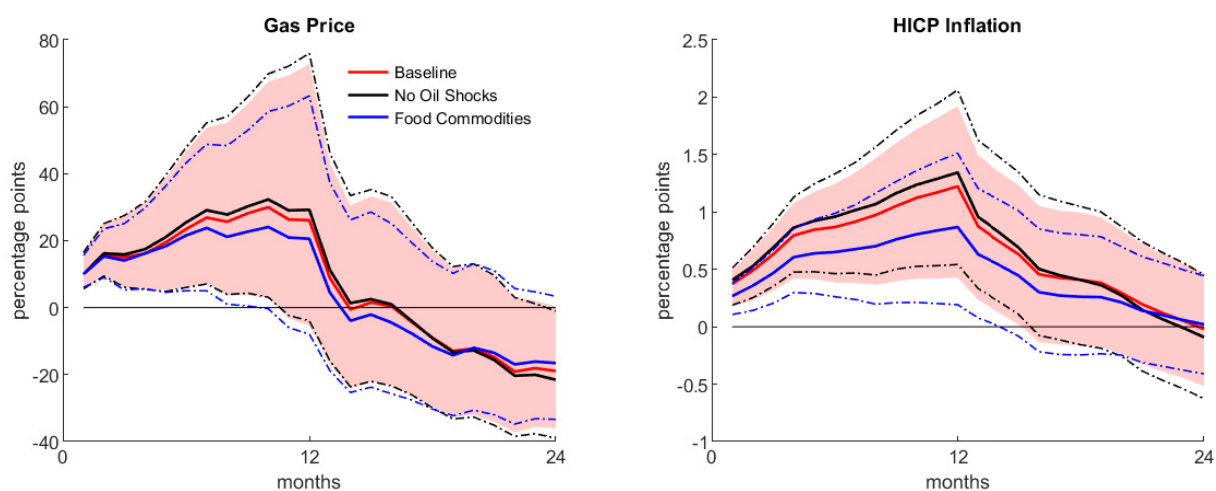 Gas Price
percentage points
80
60
40
20
0
-20
-40
Baseline
No Oil Shocks
Food Commodities
0
12
24
months
HICP Inflation
percentage points
2.5
2
1.5
1
0.5
0
-0.5
-1
0
12
24
months